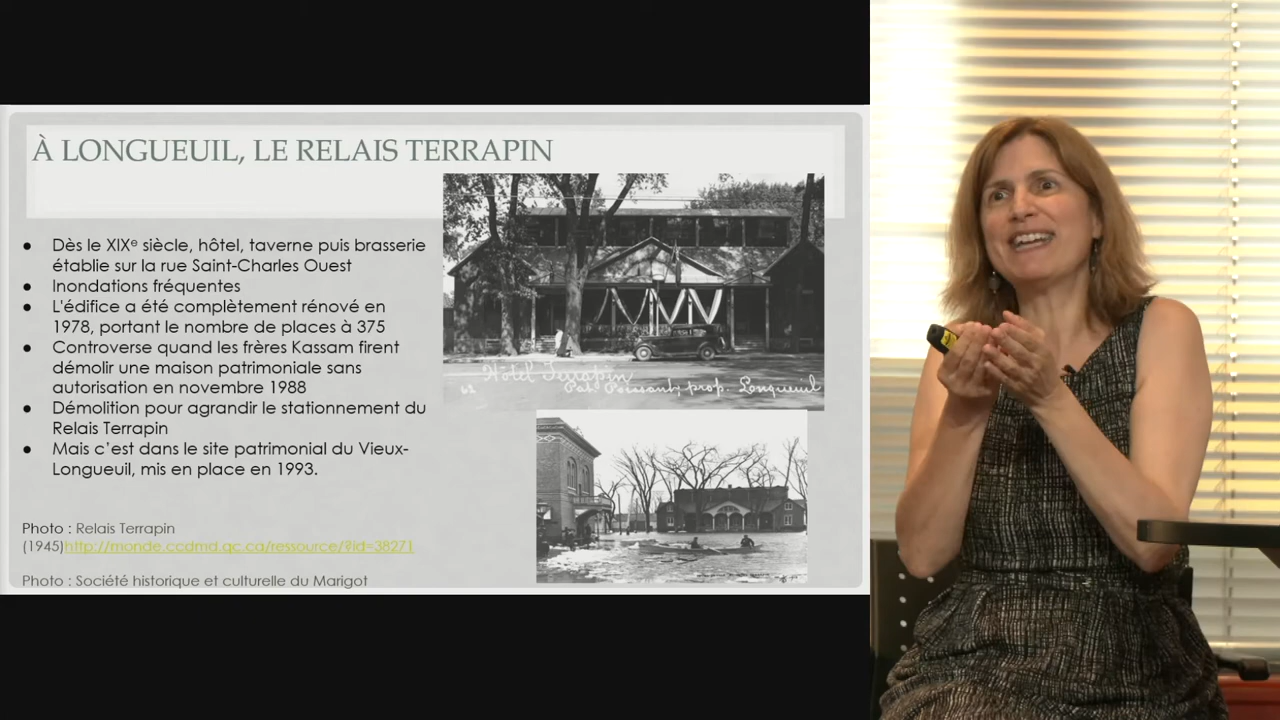 À LONGUEUIL, LE RELAIS TERRAPIN
● Dès le XIXᵉ siècle, hôtel, taverne puis brasserie
établie sur la rue Saint-Charles Ouest
● Inondations fréquentes
● L'édifice a été complètement rénové en
1978, portant le nombre de places à 375
● Controverse quand les frères Kassam firent
démolir une maison patrimoniale sans
autorisation en novembre 1988
● Démolition pour agrandir le stationnement du
Relais Terrapin
● Mais c’est dans le site patrimonial du Vieux-
Longueuil, mis en place en 1993.
Photo : Relais Terrapin
(1945)http://monde.ccdmd.qc.ca/ressource/?id=38271
Photo : Société historique et culturelle du Marigot
Hôtel Terrapin
Poissant, prop. Longueuil